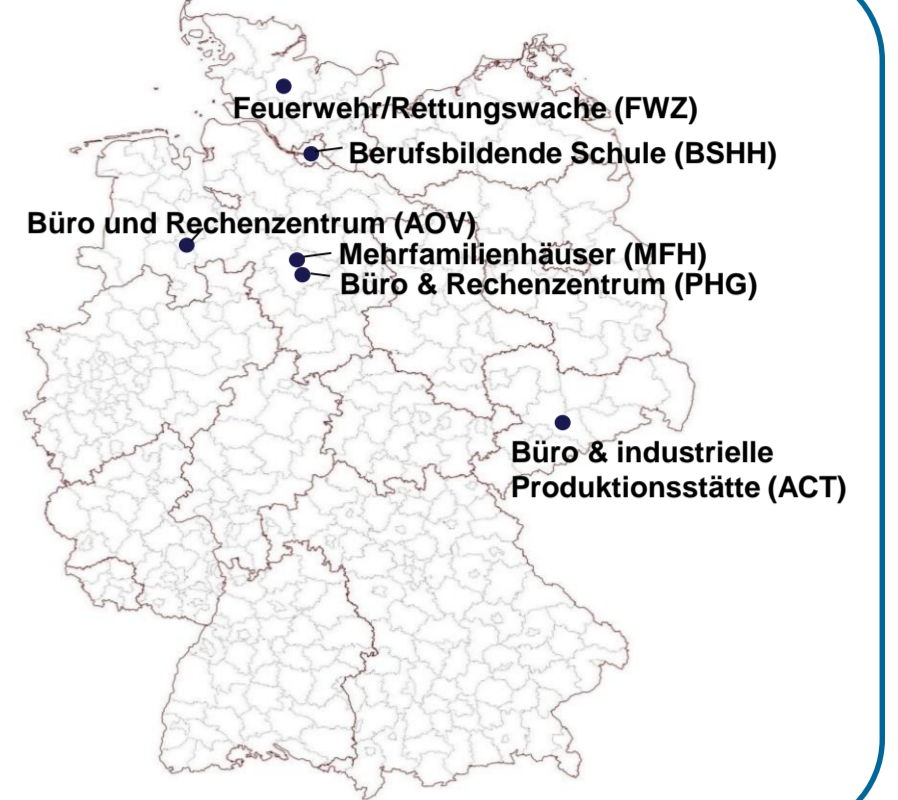 Feuerwehr/Rettungswache (FWZ)
Berufsbildende Schule (BSHH)
Büro und Rechenzentrum (AOV)
Mehrfamilienhäuser (MFH)
Büro & Rechenzentrum (PHG)
Büro & industrielle
Produktionsstätte (ACT)